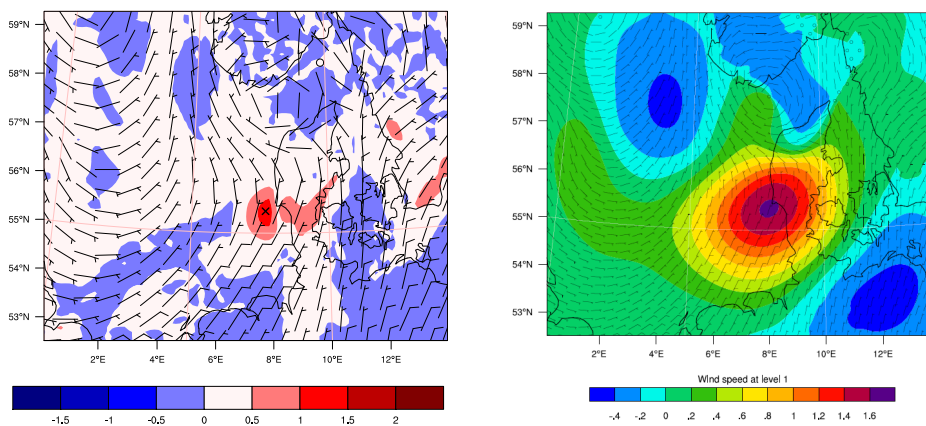 59°N
58°N
57°N
56°N
55°N
54°N
53°N
2°E 4°E 6°E 8°E 10°E 12°E
-1.5 -1 -0.5 0 0.5 1 1.5 2
59°N
58°N
57°N
56°N
55°N
54°N
53°N
2°E 4°E 6°E 8°E 10°E 12°E
Wind speed at level 1
-.4 -.2 0 .2 .4 .6 .8 1 1.2 1.4 1.6